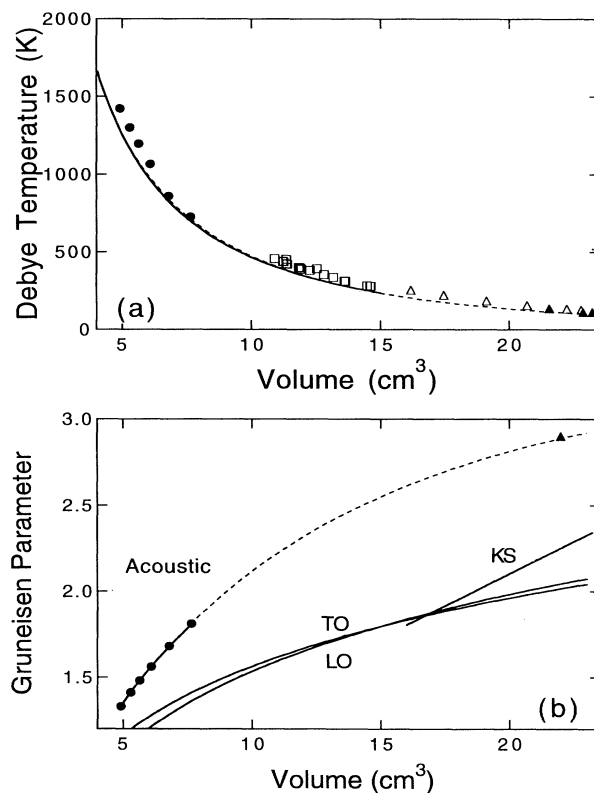 2000
1500
1000
500
0
Debye Temperature (K)
(a)
5
10
15
20
Volume (cm³)
3.0
2.5
2.0
1.5
Gruneisen Parameter
Acoustic
KS
TO
LO
(b)
5
10
15
20
Volume (cm³)